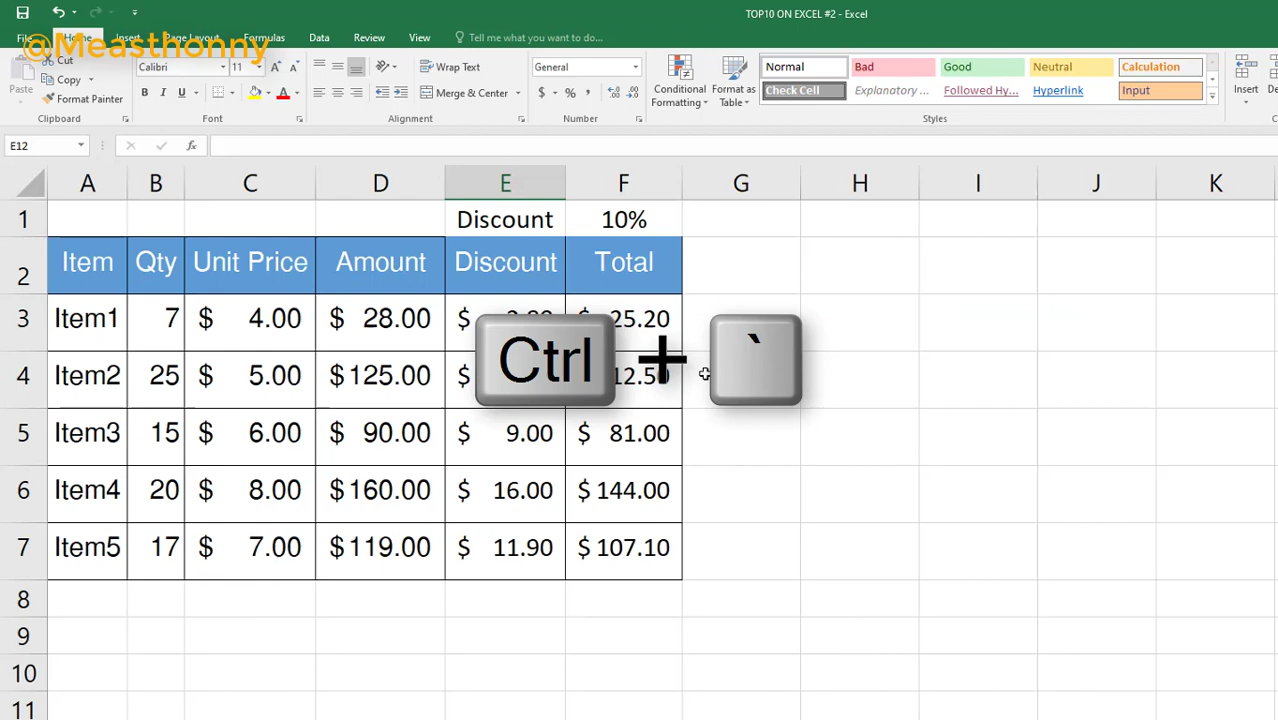 TOP10 ON EXCEL #2 - Excel
@Measthonny
File Home Insert Page Layout Formulas Data Review View Tell me what you want to do...
Cut Calibri 11 Wrap Text General Normal Bad Good Neutral Calculation
Paste Copy Conditional Formatting Format as Table Insert
Format Painter B I U A Merge & Center $ % , Check Cell Explanatory ... Followed Hy... Hyperlink Input
Clipboard Font Alignment Number Styles
E12 fx
A B C D E F G H I J K
1 Discount 10%
2 Item Qty Unit Price Amount Discount Total
3 Item1 7 $ 4.00 $ 28.00 $ $ 25.20
Ctrl + `
4 Item2 25 $ 5.00 $125.00 $ 12.50
5 Item3 15 $ 6.00 $ 90.00 $ 9.00 $ 81.00
6 Item4 20 $ 8.00 $160.00 $ 16.00 $ 144.00
7 Item5 17 $ 7.00 $119.00 $ 11.90 $ 107.10
8
9
10
11